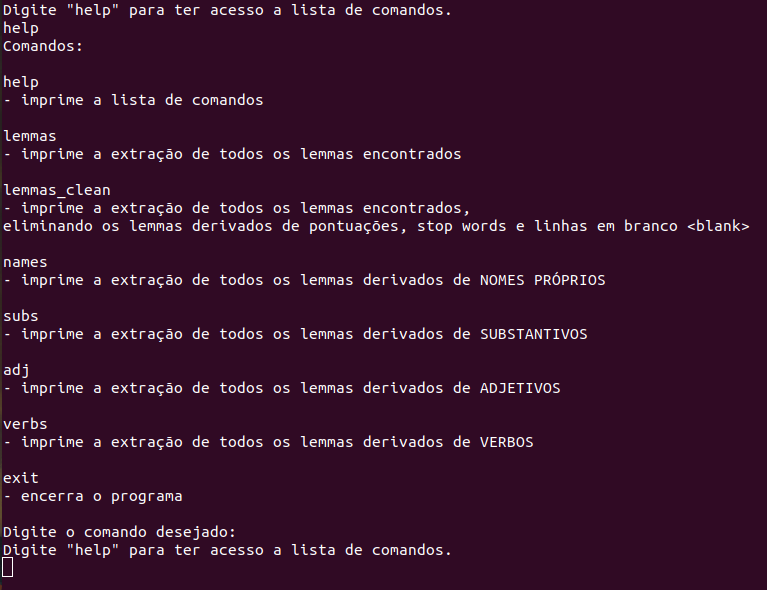 Digite "help" para ter acesso a lista de comandos.
help
Comandos:
help
- imprime a lista de comandos
lemmas
- imprime a extração de todos os lemmas encontrados
lemmas_clean
- imprime a extração de todos os lemmas encontrados,
eliminando os lemmas derivados de pontuações, stop words e linhas em branco <blank>
names
- imprime a extração de todos os lemmas derivados de NOMES PRÓPRIOS
subs
- imprime a extração de todos os lemmas derivados de SUBSTANTIVOS
adj
- imprime a extração de todos os lemmas derivados de ADJETIVOS
verbs
- imprime a extração de todos os lemmas derivados de VERBOS
exit
- encerra o programa
Digite o comando desejado:
Digite "help" para ter acesso a lista de comandos.